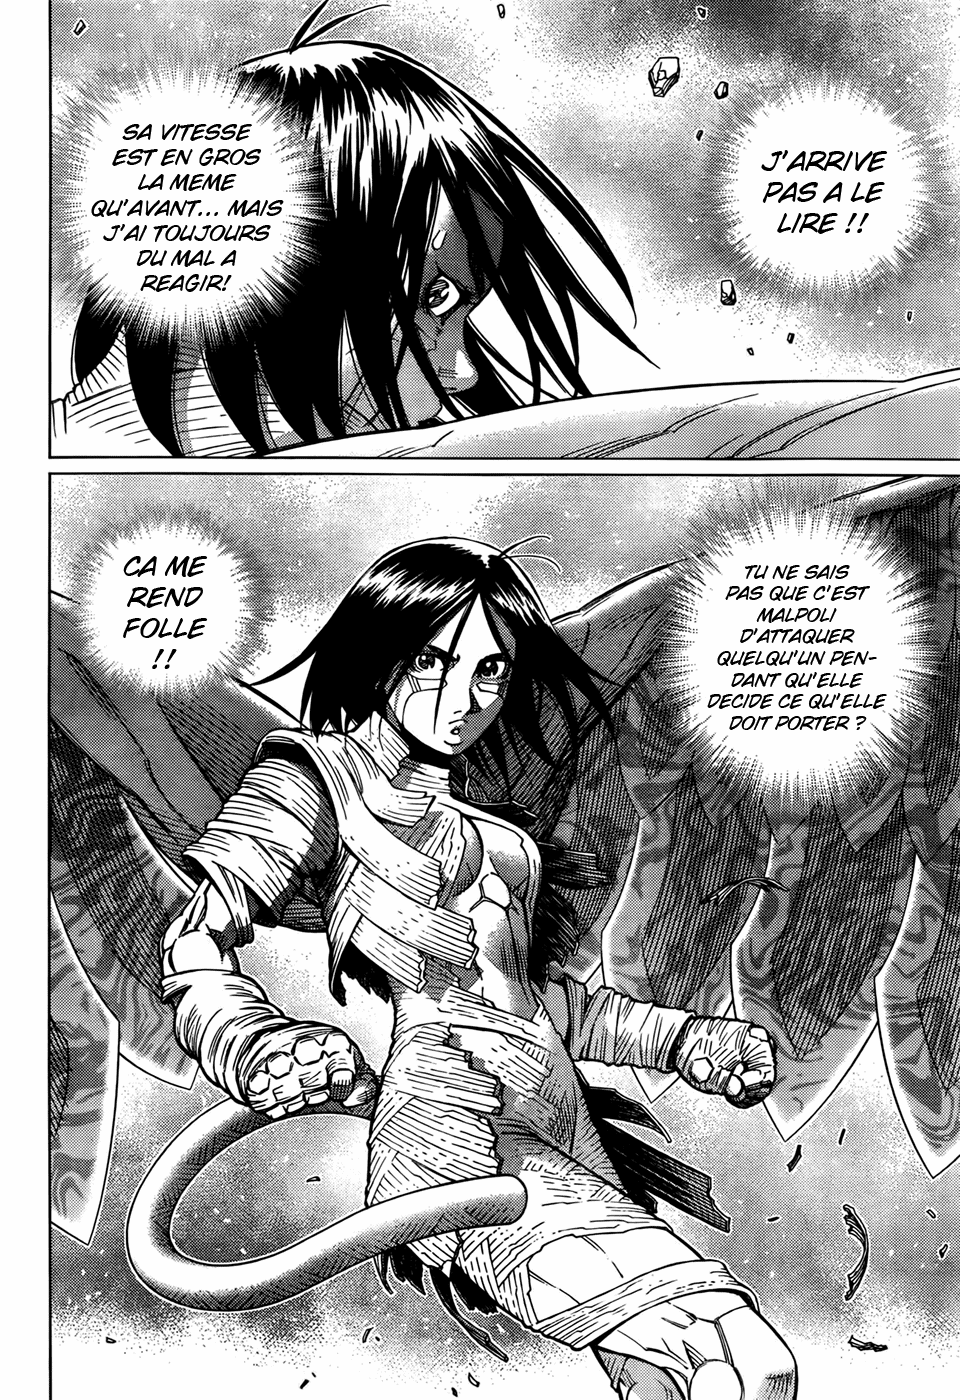 J'ARRIVE
PAS A LE
LIRE !!
SA VITESSE
EST EN GROS
LA MEME
QU'AVANT... MAIS
J'AI TOUJOURS
DU MAL A
REAGIR!
TU NE SAIS
PAS QUE C'EST
MALPOLI
D'ATTAQUER
QUELQU'UN PEN-
DANT QU'ELLE
DECIDE CE QU'ELLE
DOIT PORTER ?
CA ME
REND
FOLLE
!!